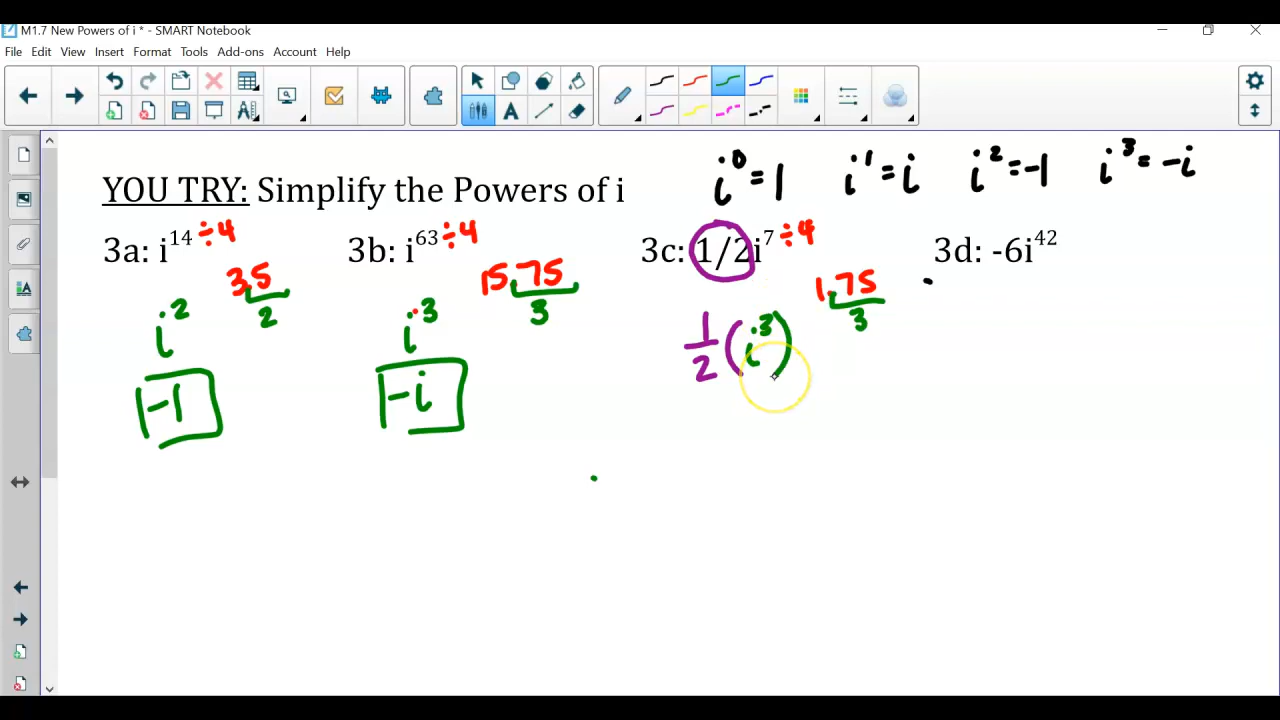 M1.7 New Powers of i * - SMART Notebook
File Edit View Insert Format Tools Add-ons Account Help
i⁰ = 1 i¹ = i i² = -1 i³ = -i
YOU TRY: Simplify the Powers of i
3a: i¹⁴ ÷4 3b: i⁶³ ÷4 3c: 1/2i⁷ ÷4 3d: -6i⁴²
3.5 15.75 1.75
2 3 3
i² i³ 1/2 (i³)
-1 -i